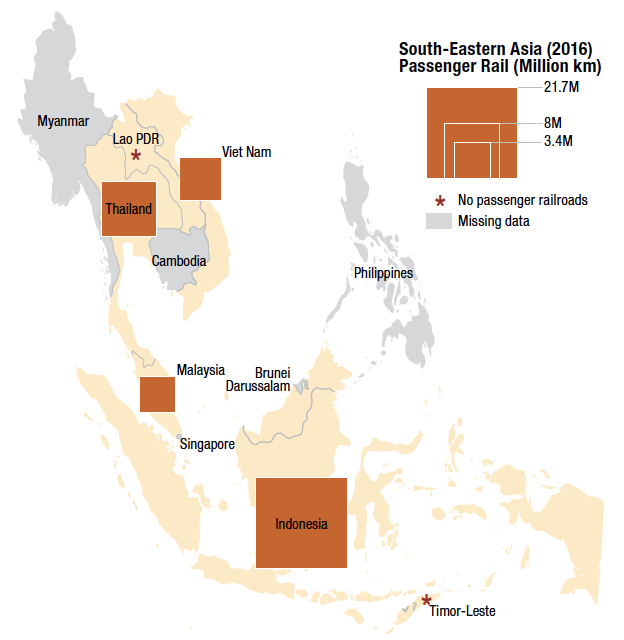 South-Eastern Asia (2016)
Passenger Rail (Million km)
21.7M
8M
3.4M
* No passenger railroads
Missing data
Myanmar
Lao PDR
*
Viet Nam
Thailand
Cambodia
Philippines
Malaysia
Brunei
Darussalam
Singapore
Indonesia
*
Timor-Leste